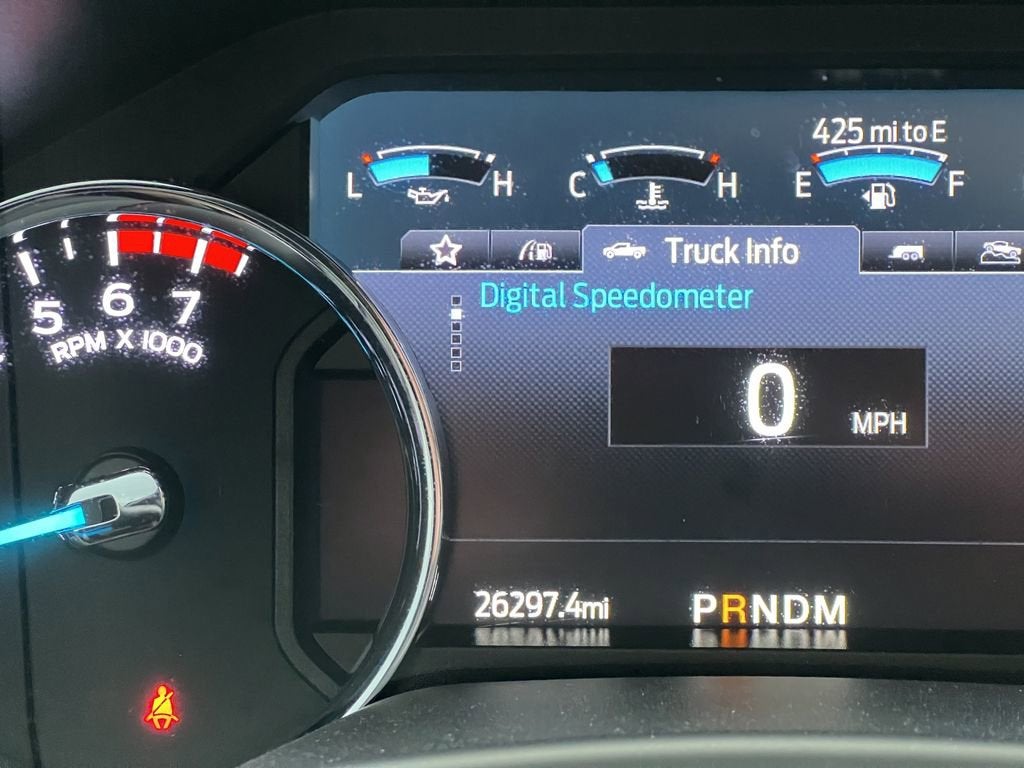 425 mi to E
L H
C H
E F
Truck Info
Digital Speedometer
5 6 7
RPM X 1000
0 MPH
26297.4mi
PRNDM